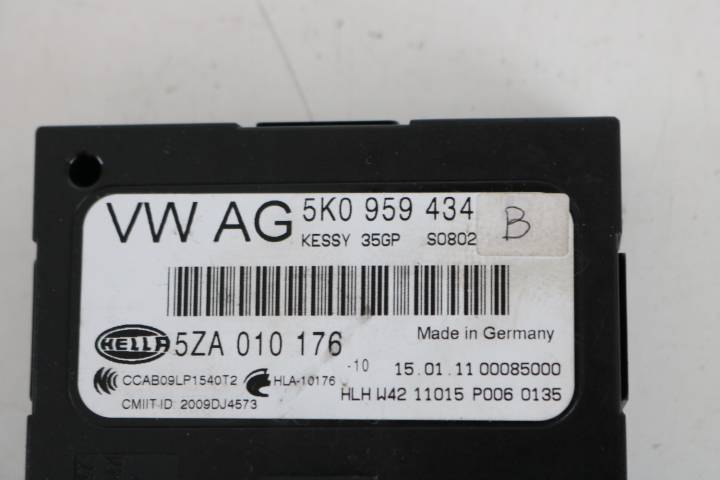 VW AG 5K0 959 434 B
KESSY 35GP S0802
HELLA 5ZA 010 176
-10
Made in Germany
15.01.11 00085000
CCAB09LP1540T2 HLA-10176
CMIIT-ID: 2009DJ4573
HLH W42 11015 P006 0135